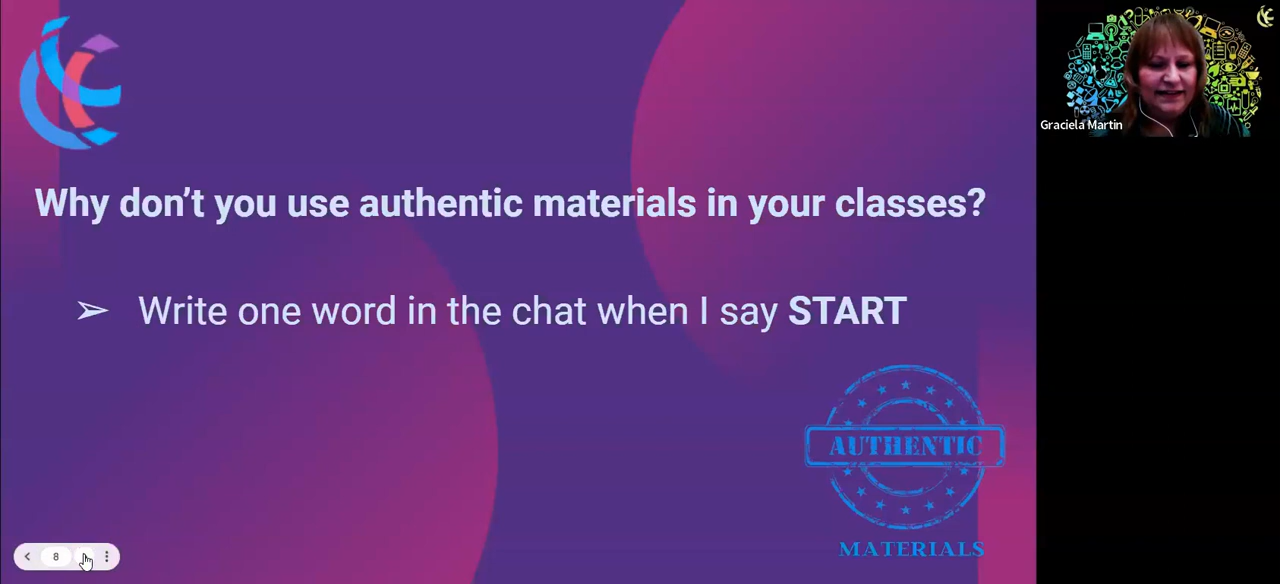 Why don’t you use authentic materials in your classes?
➢ Write one word in the chat when I say START
AUTHENTIC
MATERIALS
8
Graciela Martin